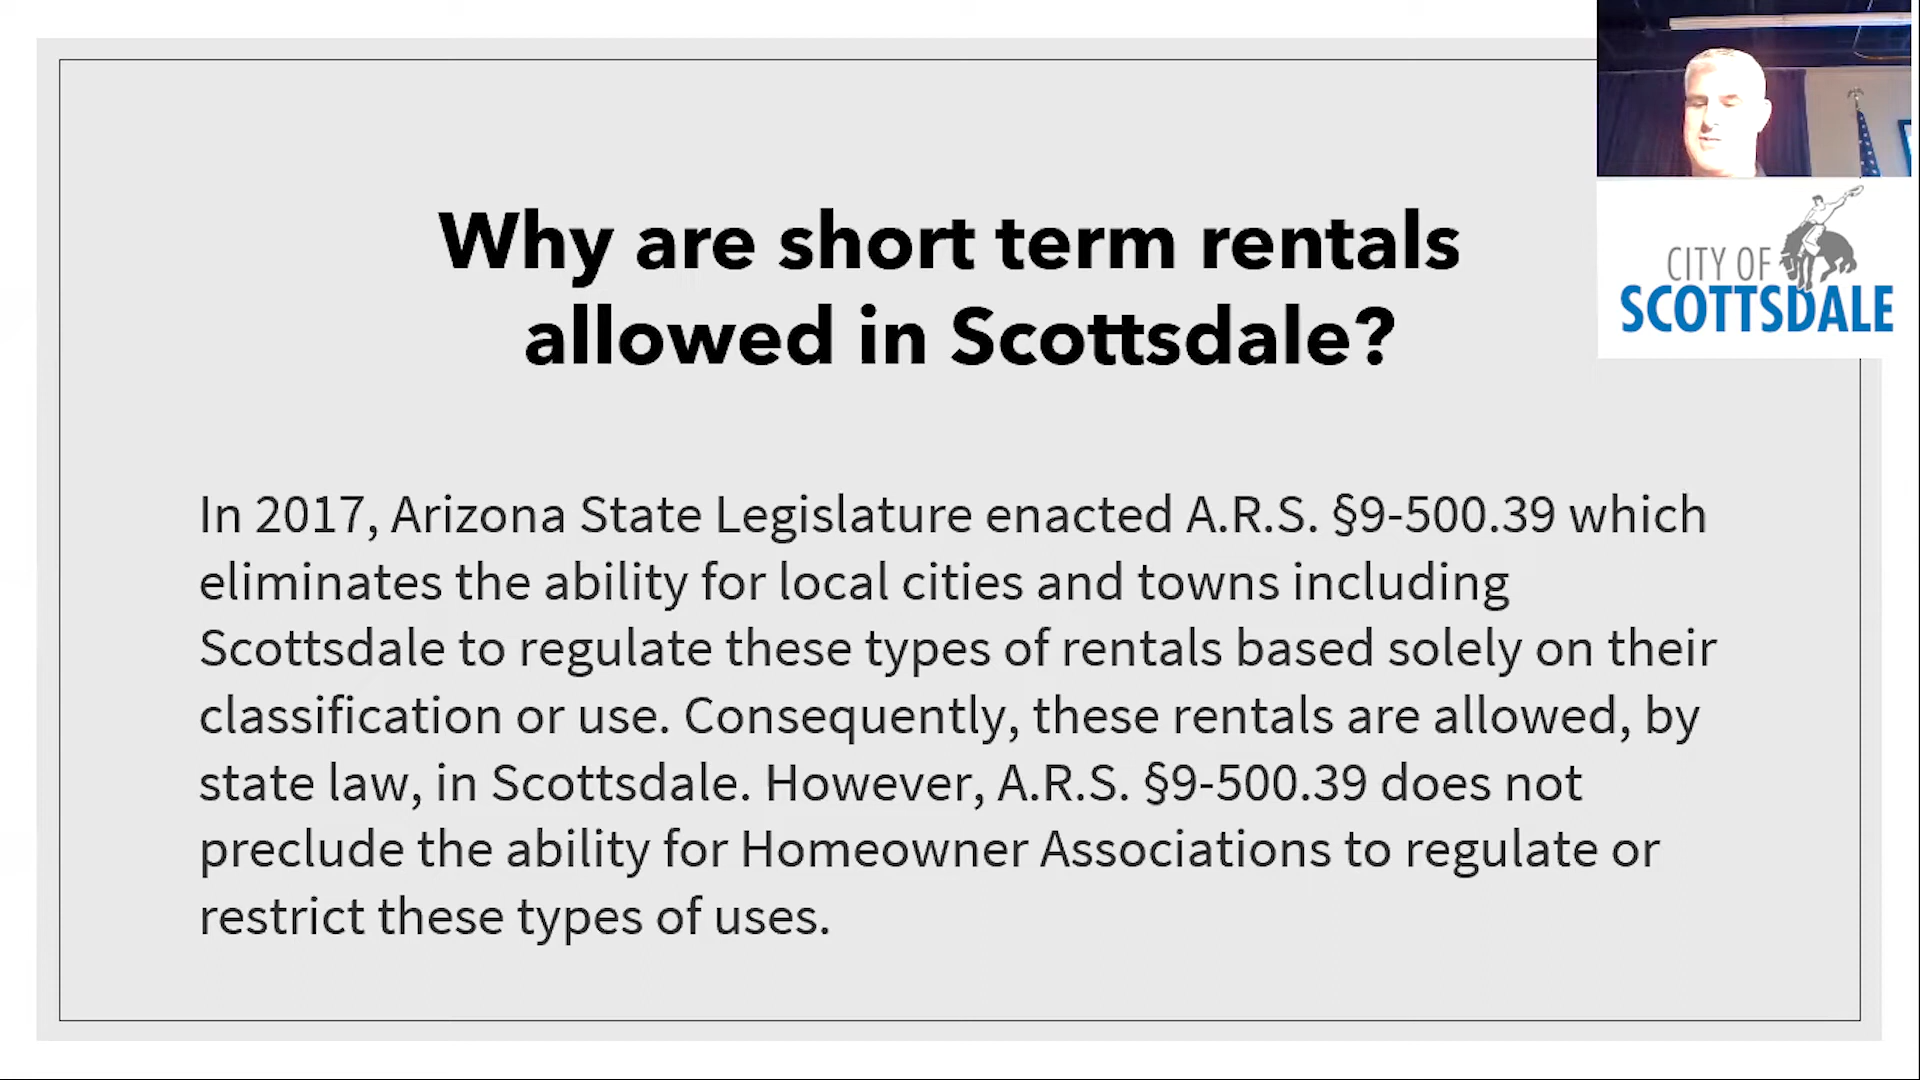 Why are short term rentals
allowed in Scottsdale?
CITY OF
SCOTTSDALE
In 2017, Arizona State Legislature enacted A.R.S. §9-500.39 which
eliminates the ability for local cities and towns including
Scottsdale to regulate these types of rentals based solely on their
classification or use. Consequently, these rentals are allowed, by
state law, in Scottsdale. However, A.R.S. §9-500.39 does not
preclude the ability for Homeowner Associations to regulate or
restrict these types of uses.